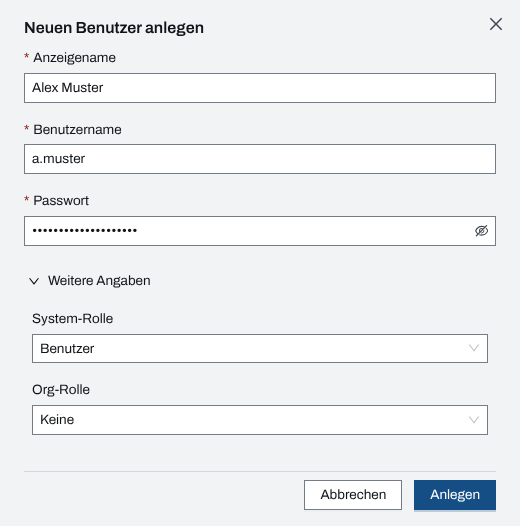 Neuen Benutzer anlegen
* Anzeigename
Alex Muster
* Benutzername
a.muster
* Passwort
••••••••••••••••••••
Weitere Angaben
System-Rolle
Benutzer
Org-Rolle
Keine
Abbrechen
Anlegen